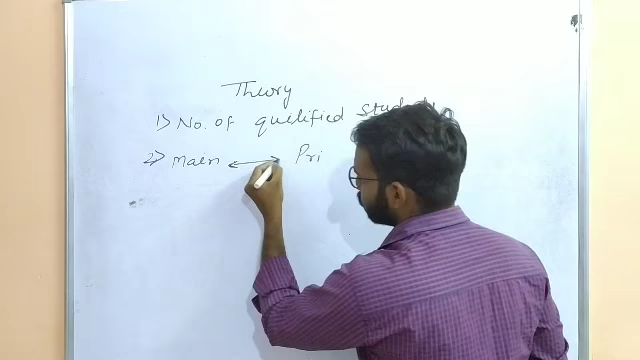 Theory
1) No. of qualified students
2) Main ⟷ Pri